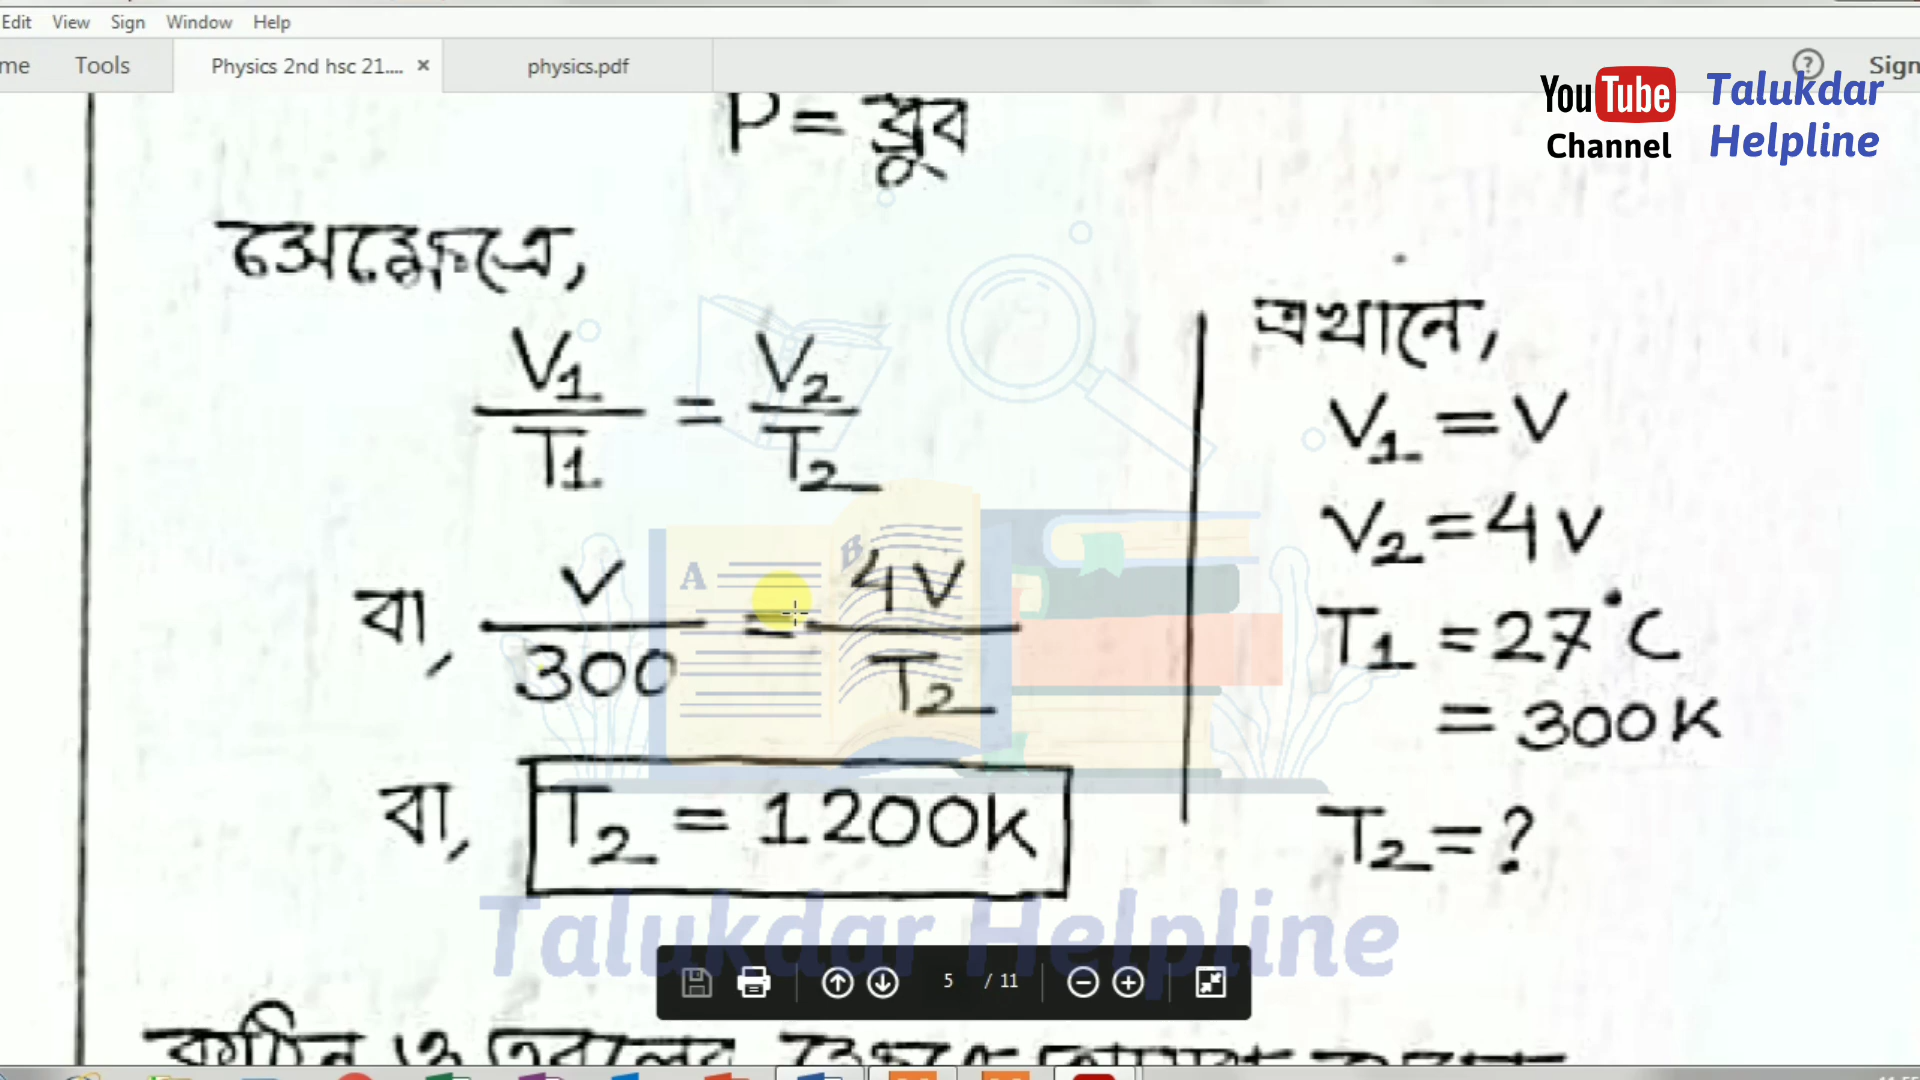 Edit View Sign Window Help
me Tools Physics 2nd hsc 21.... × physics.pdf ? Sign
YouTube Channel Talukdar Helpline
P = ধ্রুব
সেক্ষেত্রে,
V₁/T₁ = V₂/T₂
বা, V/300 = 4V/T₂
বা, T₂ = 1200K
এখানে,
V₁ = V
V₂ = 4V
T₁ = 27°C
= 300K
T₂ = ?
A B
Talukdar Helpline
5 / 11
কঠিন ও তরলের